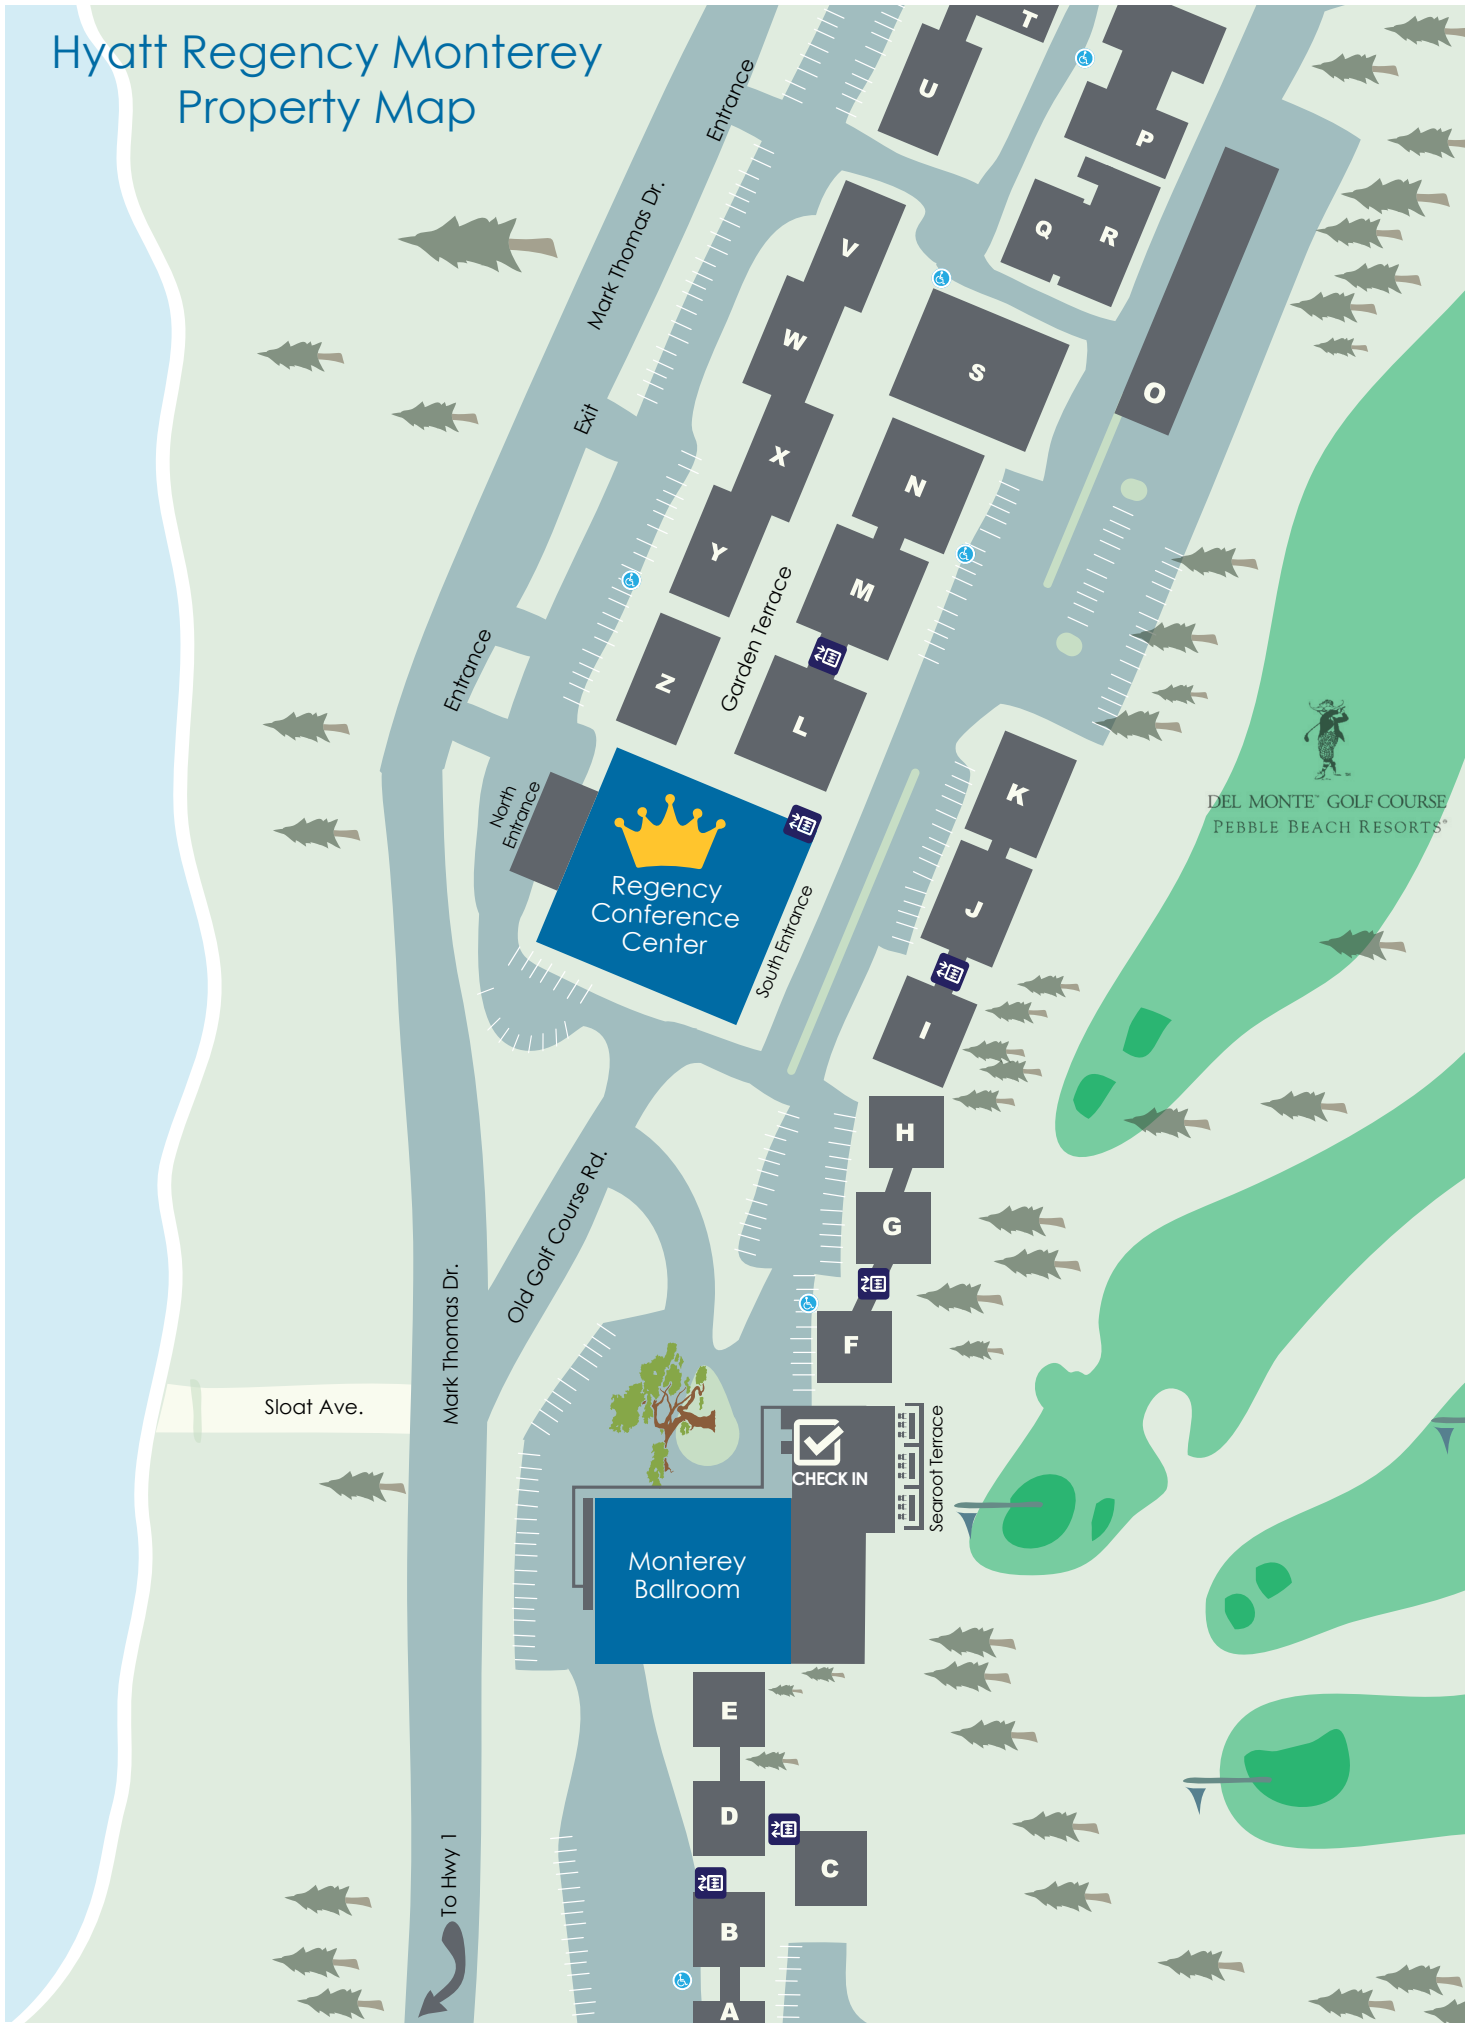 Hyatt Regency Monterey
Property Map
T
U
P
Entrance
Mark Thomas Dr.
Q
R
V
W
S
O
Exit
X
N
Y
M
Garden Terrace
Entrance
Z
L
North
Entrance
K
DEL MONTE™ GOLF COURSE
PEBBLE BEACH RESORTS®
Regency
Conference
Center
South Entrance
J
I
H
G
Old Golf Course Rd.
Mark Thomas Dr.
F
Sloat Ave.
CHECK IN
Searoot Terrace
Monterey
Ballroom
E
D
C
To Hwy 1
B
A